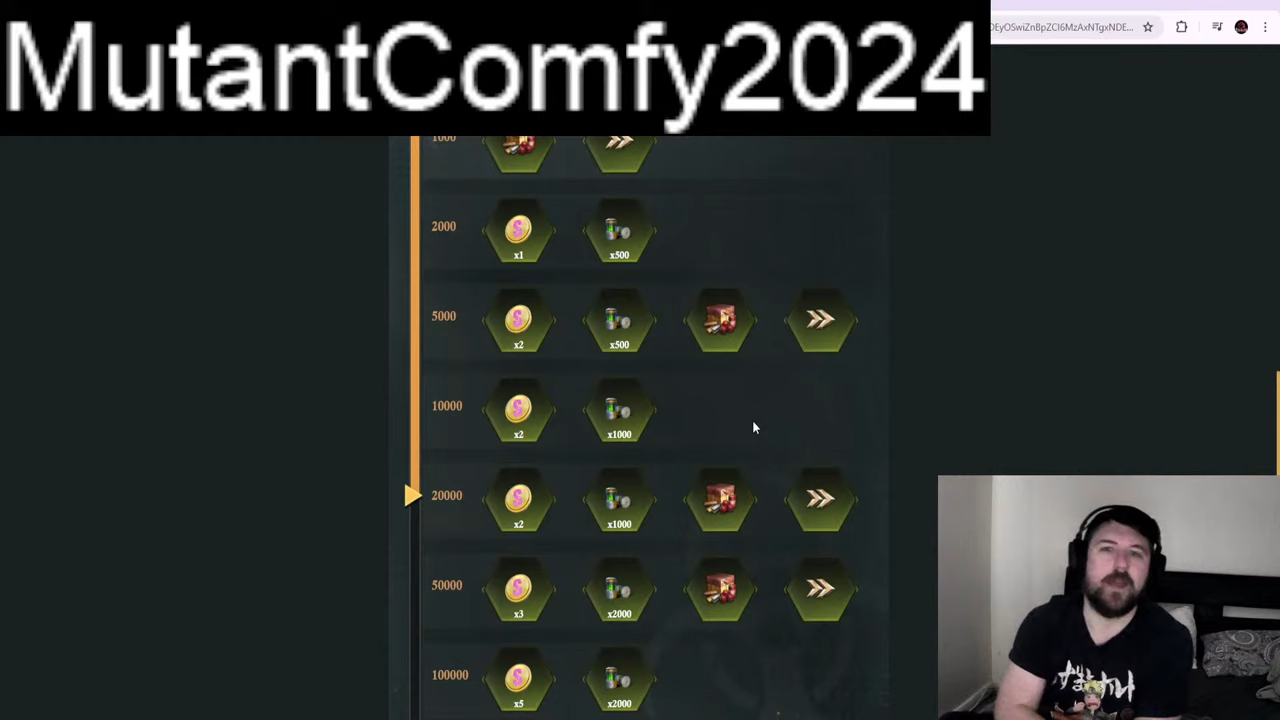 MutantComfy2024
DEyOSwiZnBpZCI6MzAxNTgxNDE...
1000
2000
x1 x500
5000
x2 x500
10000
x2 x1000
20000
x2 x1000
50000
x3 x2000
100000
x5 x2000